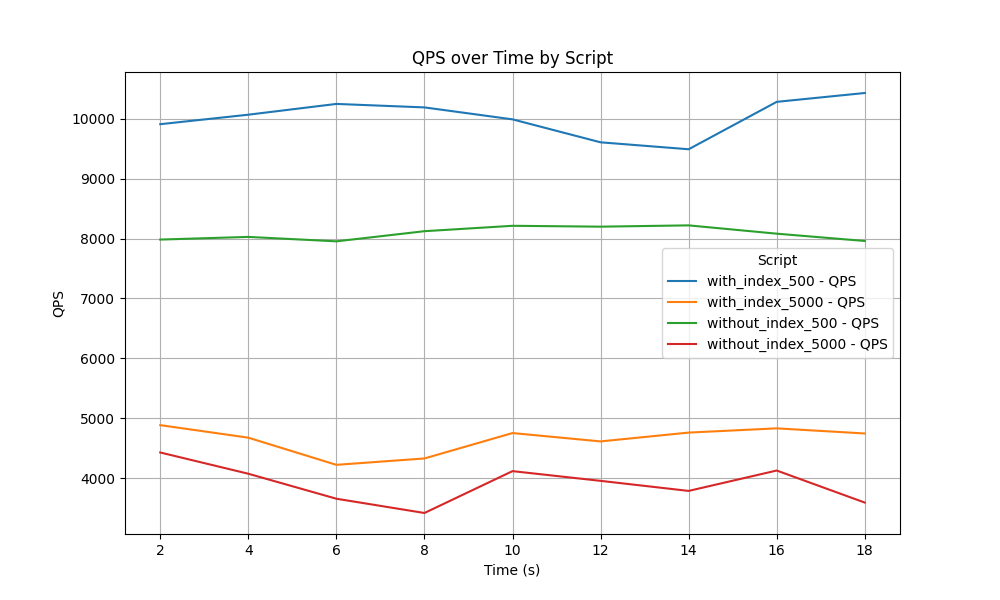 QPS over Time by Script
QPS
10000
9000
8000
7000
6000
5000
4000
Script
with_index_500 - QPS
with_index_5000 - QPS
without_index_500 - QPS
without_index_5000 - QPS
2 4 6 8 10 12 14 16 18
Time (s)